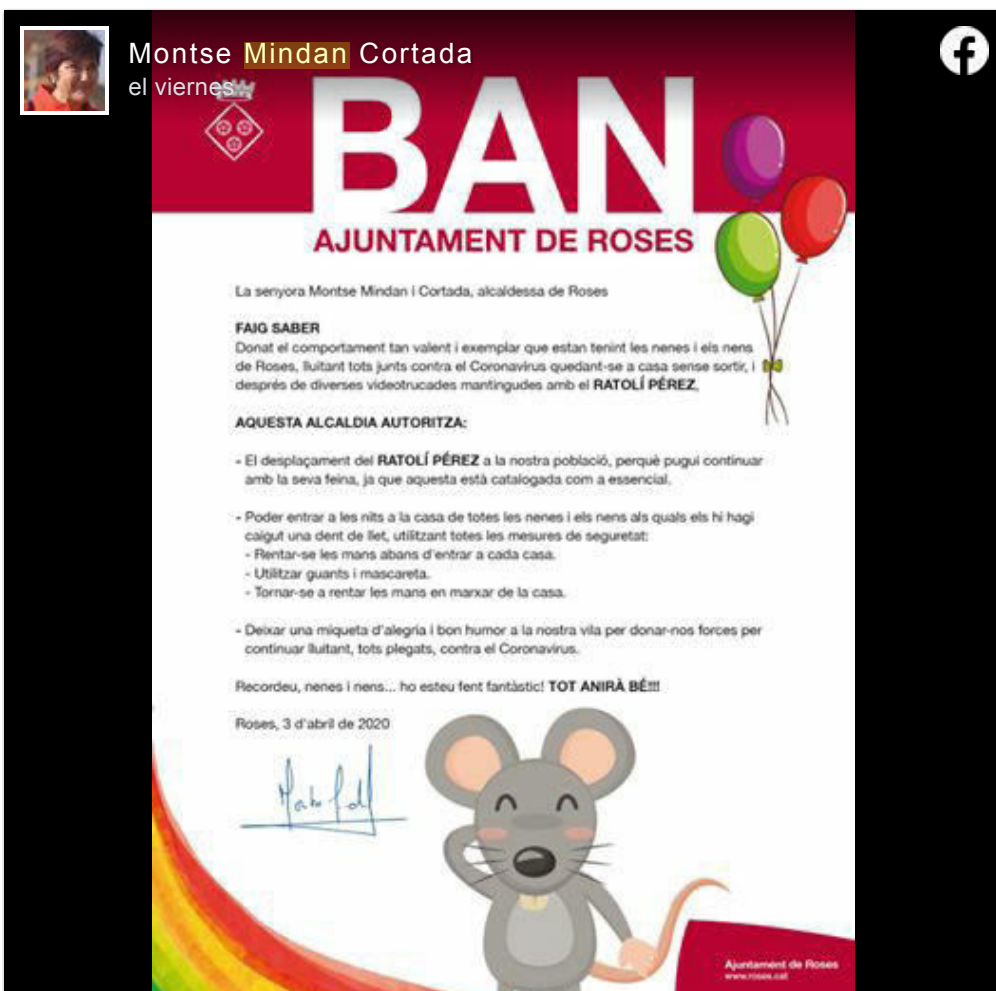 Montse Mindan Cortada
el viernes
BAN
AJUNTAMENT DE ROSES
La senyora Montse Mindan i Cortada, alcaldessa de Roses
FAIG SABER
Donat el comportament tan valent i exemplar que estan tenint les nenes i els nens
de Roses, lluitant tots junts contra el Coronavirus quedant-se a casa sense sortir, i
després de diverses videotrucades mantingudes amb el RATOLÍ PÉREZ,
AQUESTA ALCALDIA AUTORITZA:
- El desplaçament del RATOLÍ PÉREZ a la nostra població, perquè pugui continuar
amb la seva feina, ja que aquesta està catalogada com a essencial.
- Poder entrar a les nits a la casa de totes les nenes i els nens als quals els hi hagi
caigut una dent de llet, utilitzant totes les mesures de seguretat:
- Rentar-se les mans abans d'entrar a cada casa.
- Utilitzar guants i mascareta.
- Tornar-se a rentar les mans en marxar de la casa.
- Deixar una miqueta d'alegria i bon humor a la nostra vila per donar-nos forces per
continuar lluitant, tots plegats, contra el Coronavirus.
Recordeu, nenes i nens... ho esteu fent fantàstic! TOT ANIRÀ BÉ!!!
Roses, 3 d'abril de 2020
Ajuntament de Roses
www.roses.cat